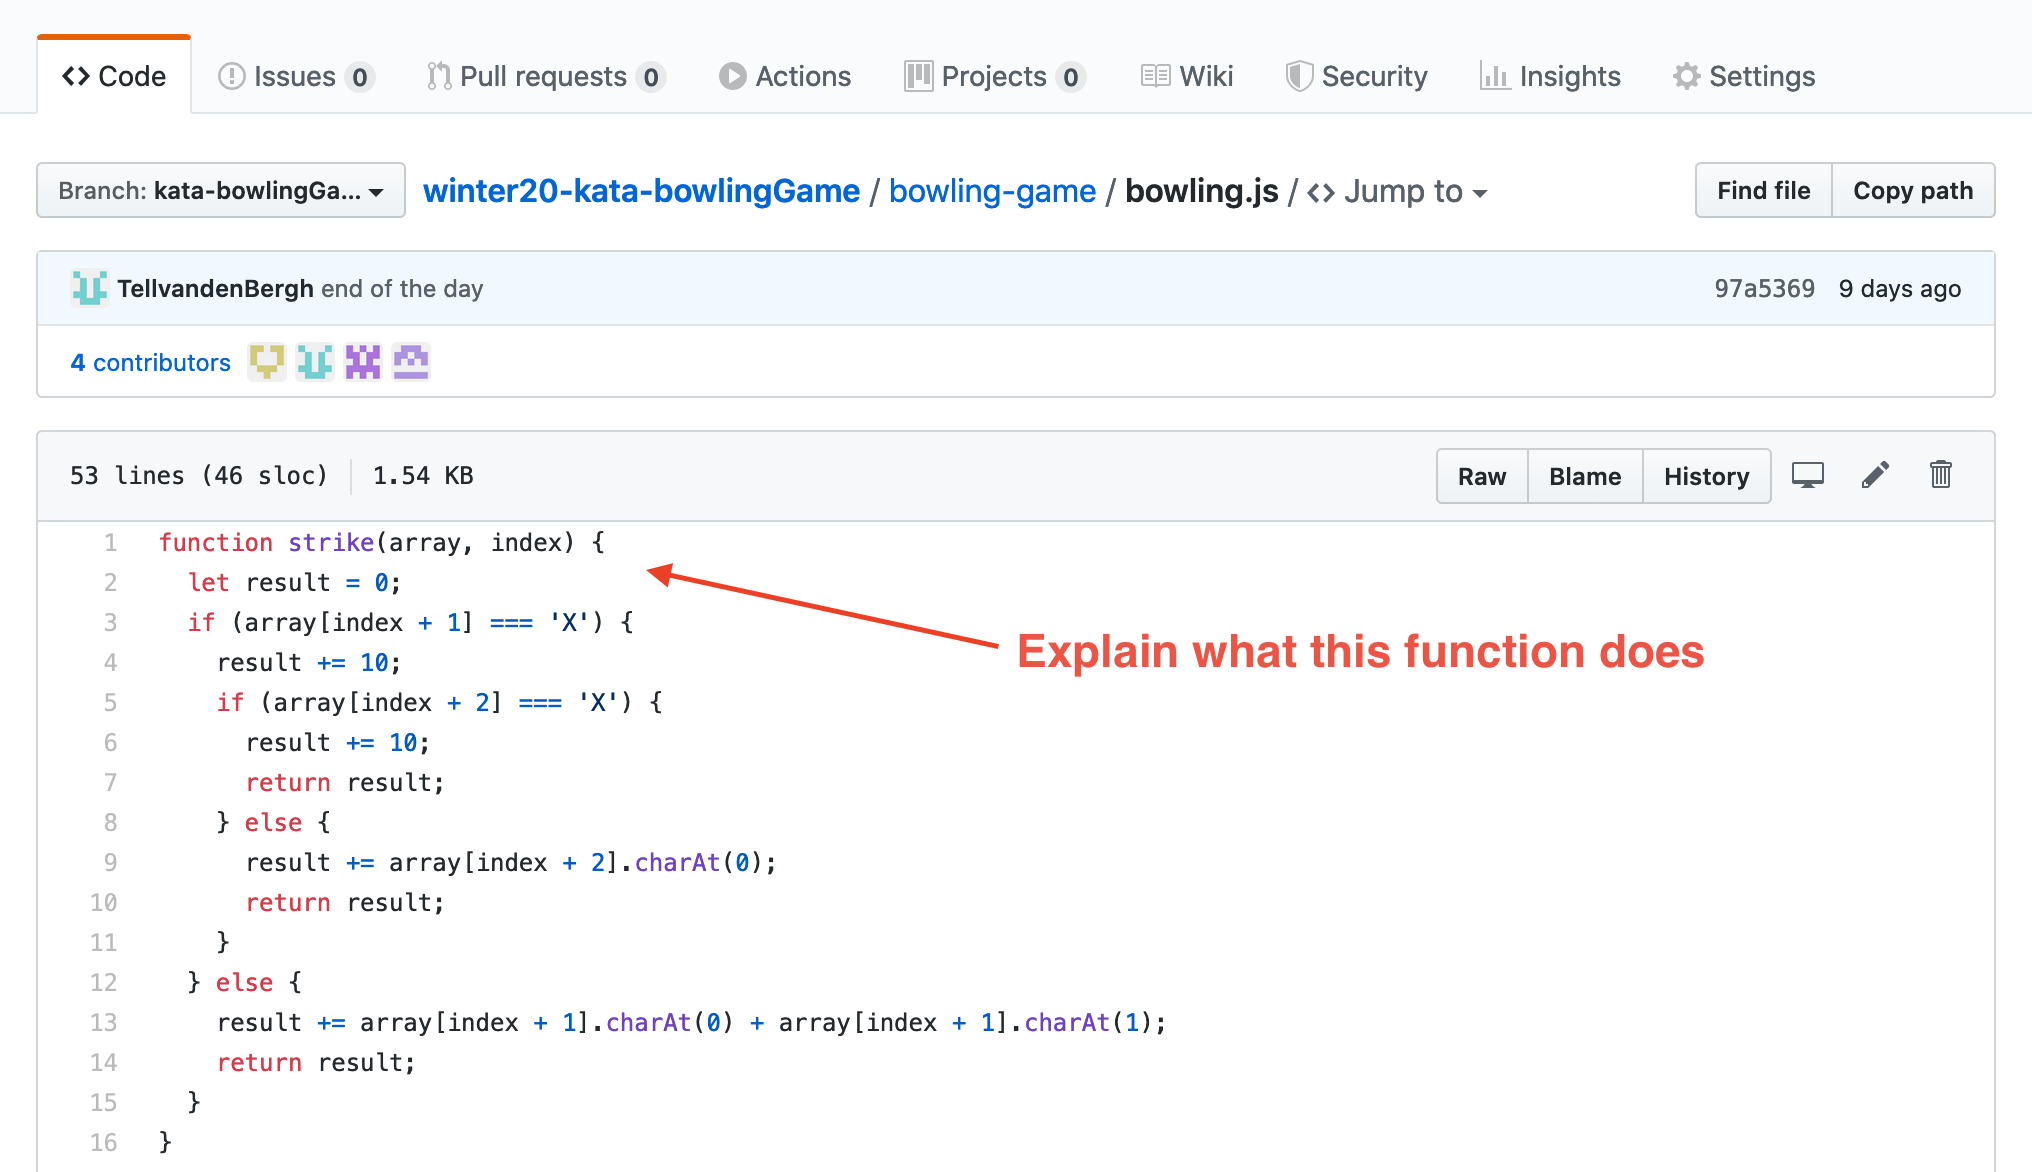 Code Issues 0 Pull requests 0 Actions Projects 0 Wiki Security Insights Settings
Branch: kata-bowlingGa... winter20-kata-bowlingGame / bowling-game / bowling.js / <> Jump to Find file Copy path
TellvandenBergh end of the day 97a5369 9 days ago
4 contributors
53 lines (46 sloc) 1.54 KB Raw Blame History
1 function strike(array, index) {
2 let result = 0;
3 if (array[index + 1] === 'X') {
Explain what this function does
4 result += 10;
5 if (array[index + 2] === 'X') {
6 result += 10;
7 return result;
8 } else {
9 result += array[index + 2].charAt(0);
10 return result;
11 }
12 } else {
13 result += array[index + 1].charAt(0) + array[index + 1].charAt(1);
14 return result;
15 }
16 }